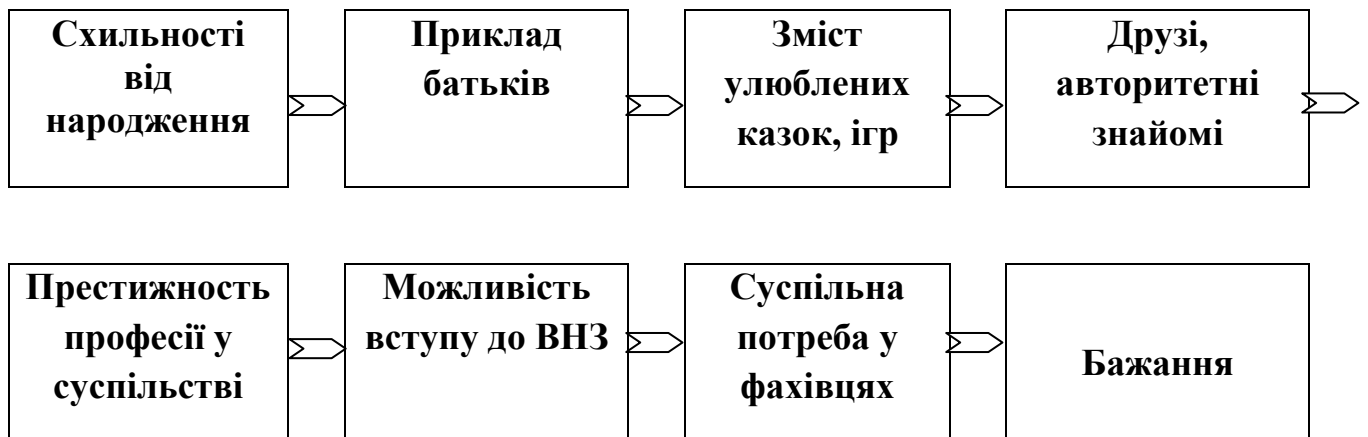 Схильності
від
народження
Приклад
батьків
Зміст
улюблених
казок, ігр
Друзі,
авторитетні
знайомі
Престижность
професії у
суспільстві
Можливість
вступу до ВНЗ
Суспільна
потреба у
фахівцях
Бажання